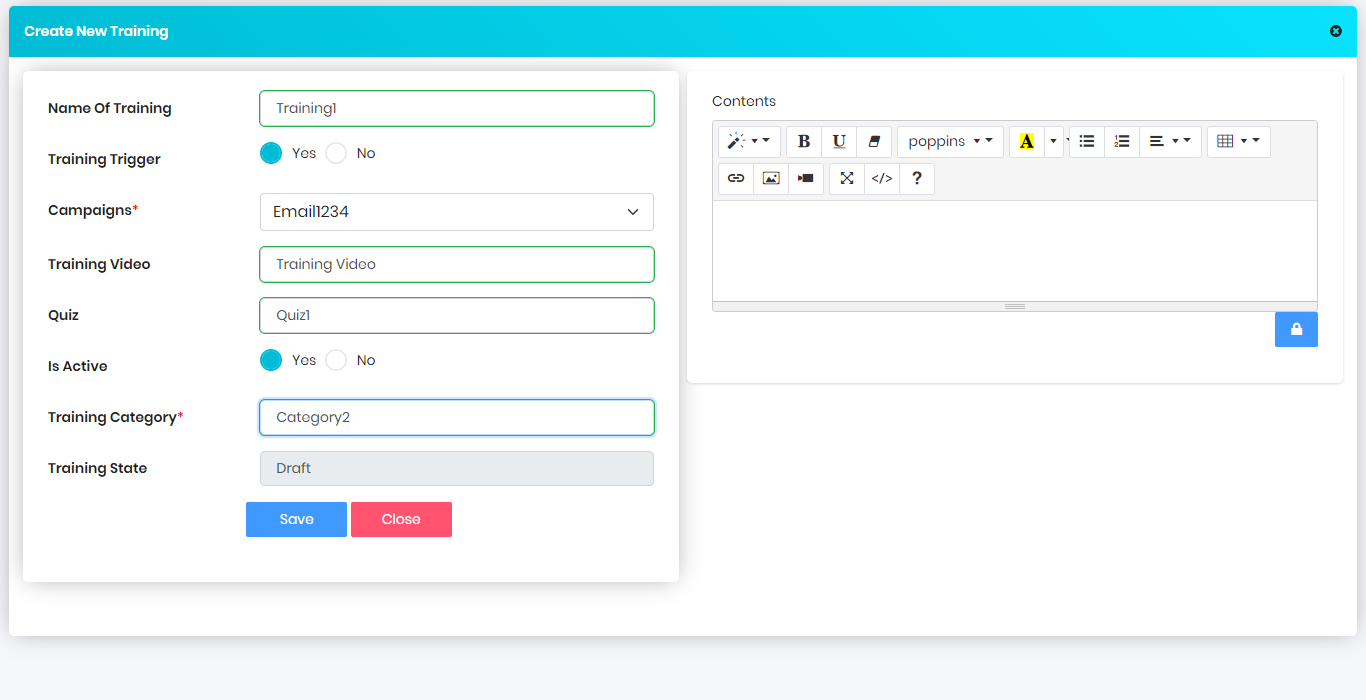 Create New Training
Name Of Training Training1
Training Trigger Yes No
Campaigns* Email1234
Training Video Training Video
Quiz Quiz1
Is Active Yes No
Training Category* Category2
Training State Draft
Save Close
Contents
B U poppins A
</> ?